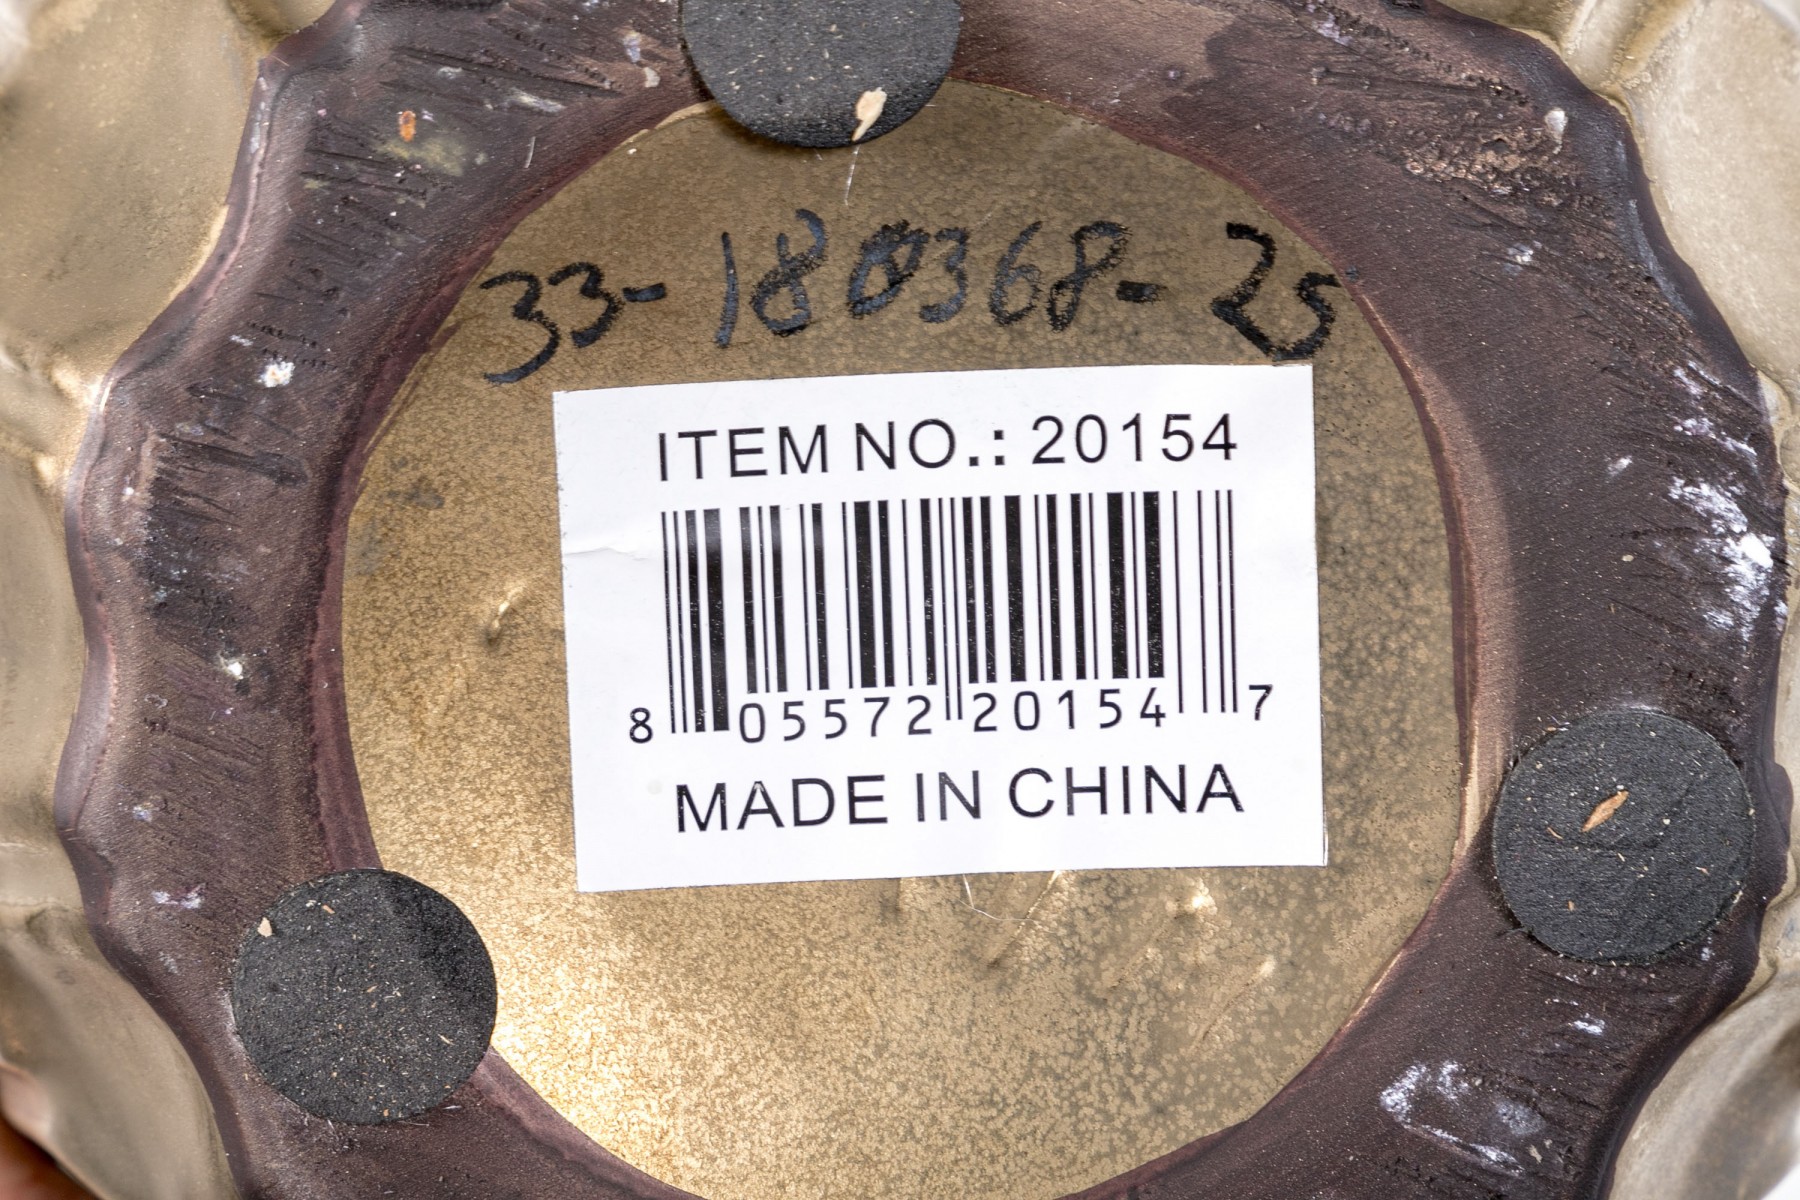 33-180368-25
ITEM NO.: 20154
8 05572 20154 7
MADE IN CHINA